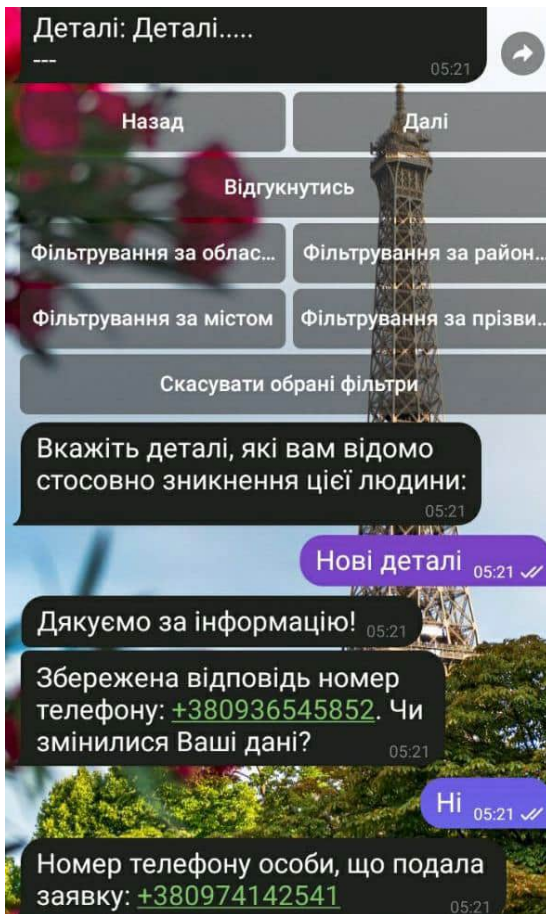 Деталі: Деталі.....
---
05:21
Назад Далі
Відгукнутись
Фільтрування за облас... Фільтрування за район...
Фільтрування за містом Фільтрування за прізви...
Скасувати обрані фільтри
Вкажіть деталі, які вам відомо
стосовно зникнення цієї людини:
05:21
Нові деталі 05:21
Дякуємо за інформацію! 05:21
Збережена відповідь номер
телефону: +380936545852. Чи
змінилися Ваші дані? 05:21
Ні 05:21
Номер телефону особи, що подала
заявку: +380974142541 05:21